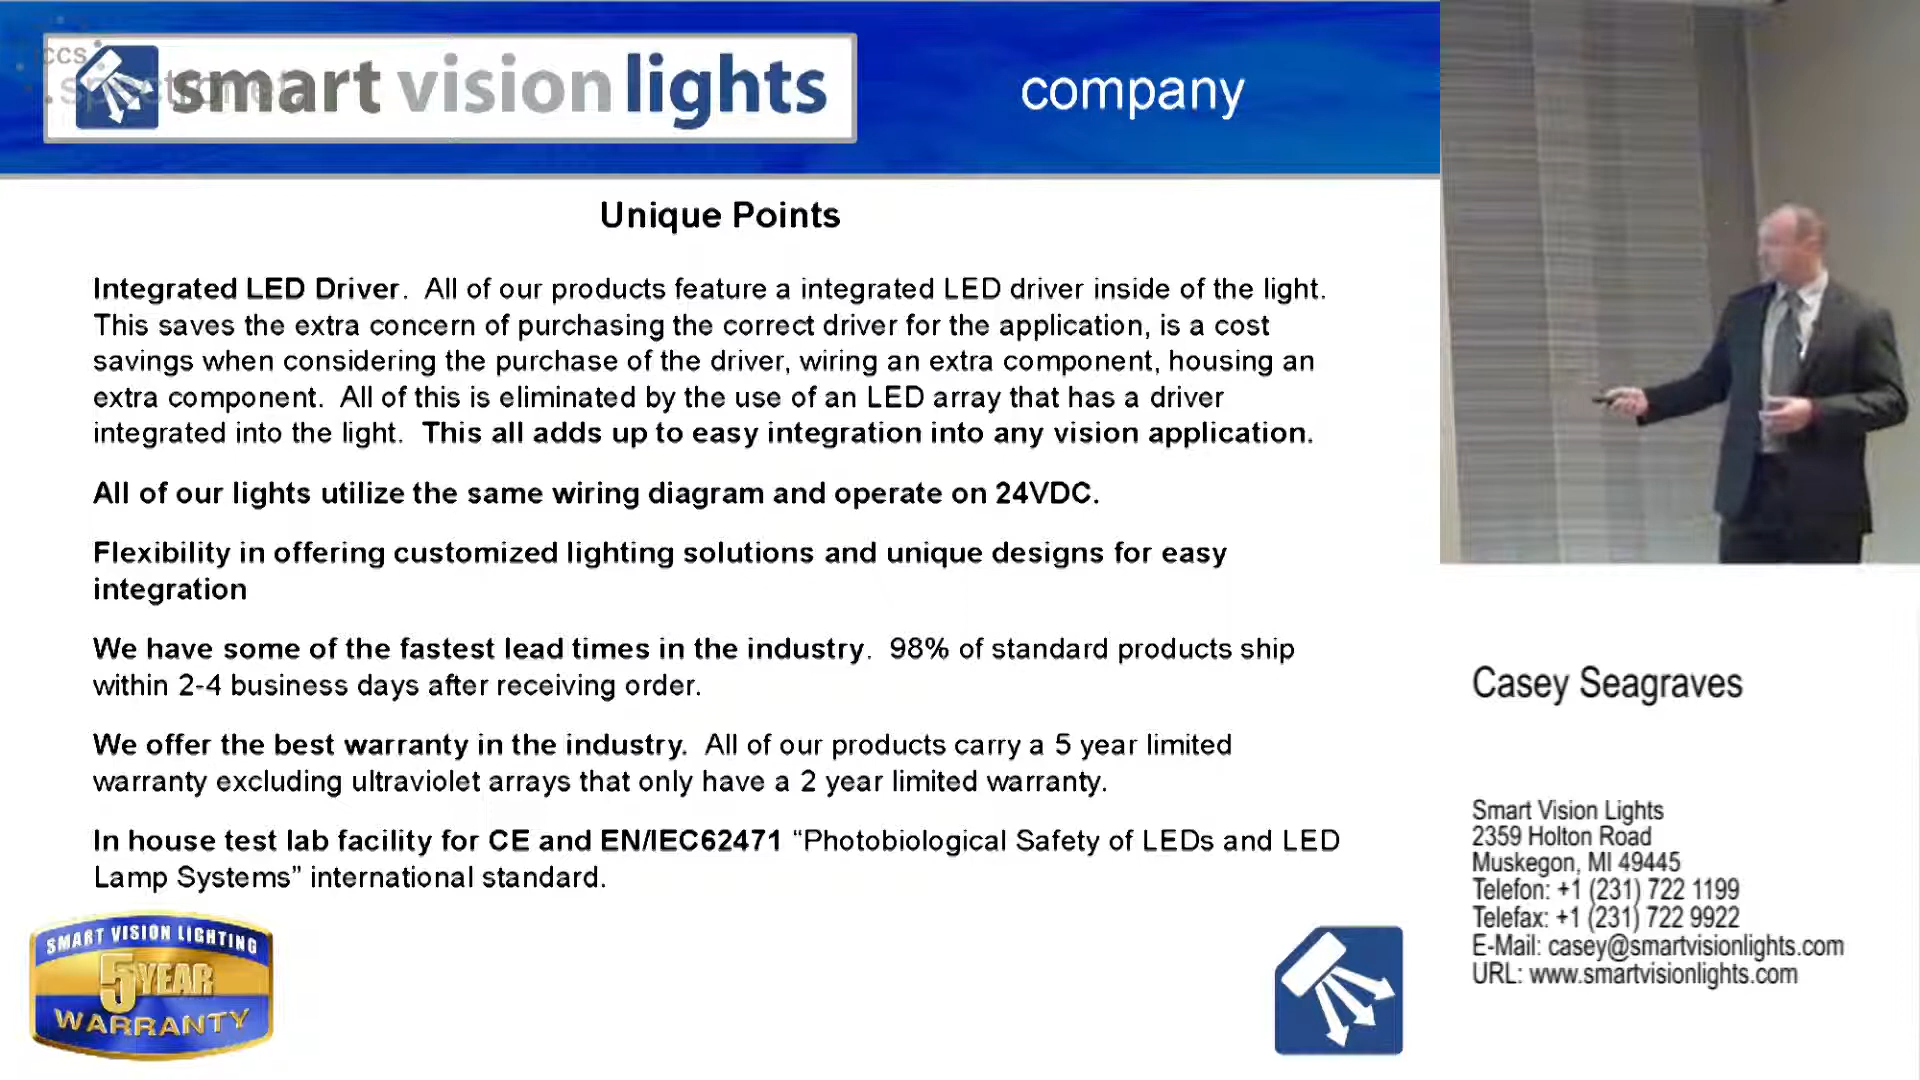 ccs
spectronet
smart vision lights
company
Unique Points
Integrated LED Driver. All of our products feature a integrated LED driver inside of the light.
This saves the extra concern of purchasing the correct driver for the application, is a cost
savings when considering the purchase of the driver, wiring an extra component, housing an
extra component. All of this is eliminated by the use of an LED array that has a driver
integrated into the light. This all adds up to easy integration into any vision application.
All of our lights utilize the same wiring diagram and operate on 24VDC.
Flexibility in offering customized lighting solutions and unique designs for easy
integration
We have some of the fastest lead times in the industry. 98% of standard products ship
within 2-4 business days after receiving order.
We offer the best warranty in the industry. All of our products carry a 5 year limited
warranty excluding ultraviolet arrays that only have a 2 year limited warranty.
In house test lab facility for CE and EN/IEC62471 “Photobiological Safety of LEDs and LED
Lamp Systems” international standard.
SMART VISION LIGHTING
5 YEAR
WARRANTY
Casey Seagraves
Smart Vision Lights
2359 Holton Road
Muskegon, MI 49445
Telefon: +1 (231) 722 1199
Telefax: +1 (231) 722 9922
E-Mail: casey@smartvisionlights.com
URL: www.smartvisionlights.com